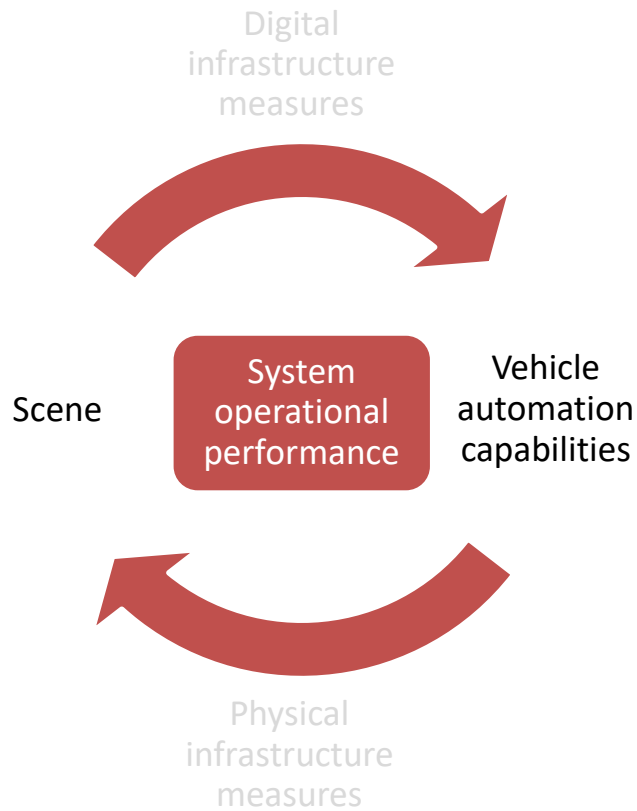 Digital
infrastructure
measures
Scene
System
operational
performance
Vehicle
automation
capabilities
Physical
infrastructure
measures